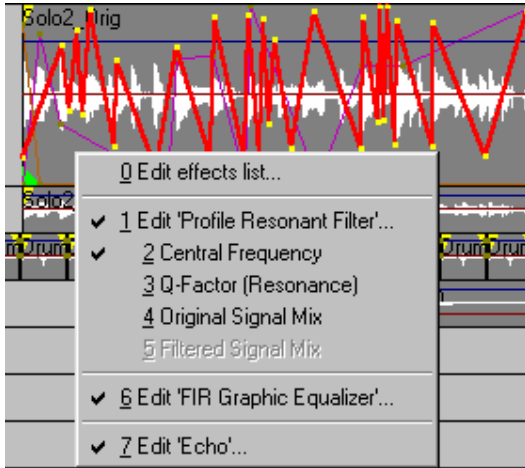 Solo2_Orig
0 Edit effects list...
Solo2
1 Edit 'Profile Resonant Filter'...
2 Central Frequency
3 Q-Factor (Resonance)
4 Original Signal Mix
5 Filtered Signal Mix
6 Edit 'FIR Graphic Equalizer'...
7 Edit 'Echo'...